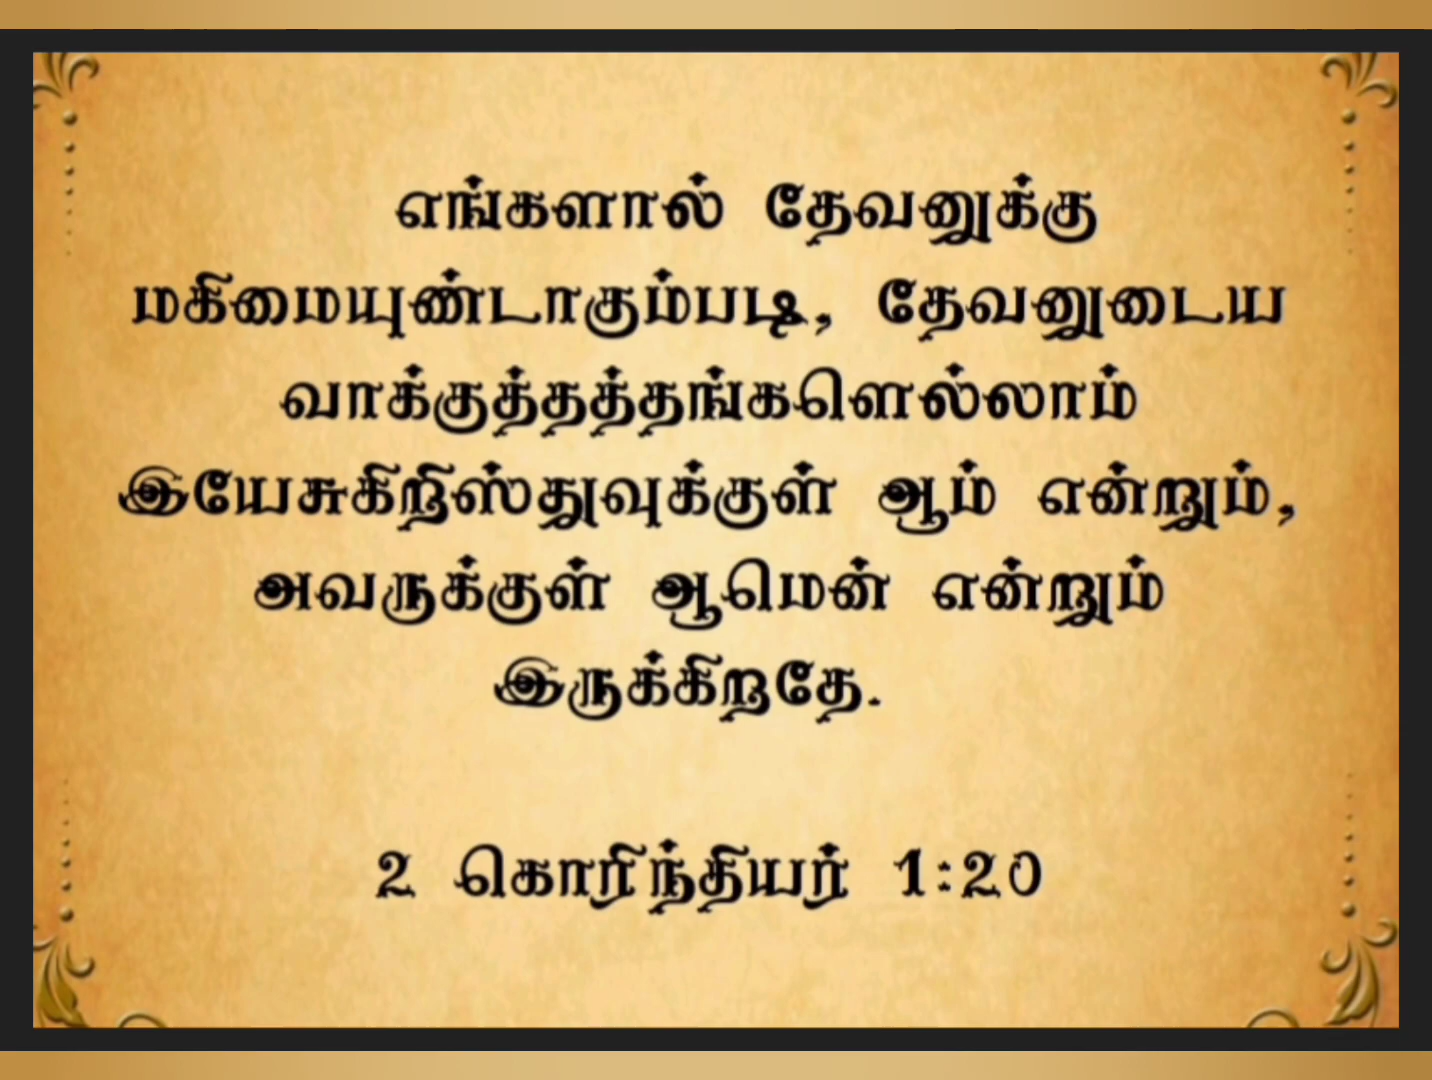 எங்களால் தேவனுக்கு
மகிமையுண்டாகும்படி, தேவனுடைய
வாக்குத்தத்தங்களெல்லாம்
இயேசுகிறிஸ்துவுக்குள் ஆம் என்றும்,
அவருக்குள் ஆமென் என்றும்
இருக்கிறதே.
2 கொரிந்தியர் 1:20